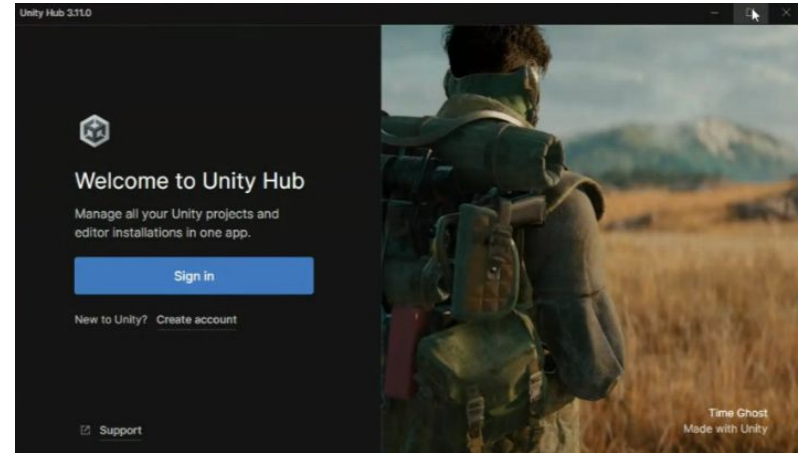 Unity Hub 3.11.0
Welcome to Unity Hub
Manage all your Unity projects and
editor installations in one app.
Sign in
New to Unity? Create account
Support
Time Ghost
Made with Unity